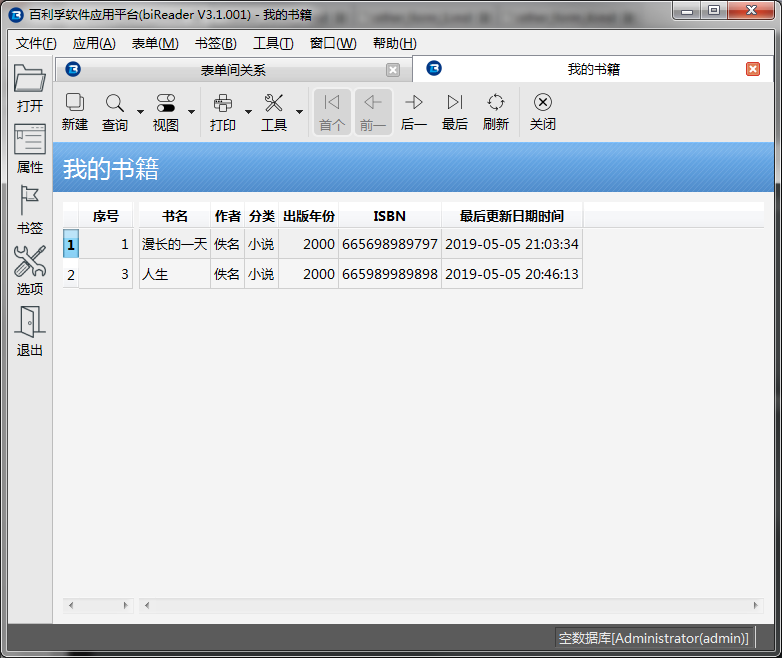 百利孚软件应用平台(biReader V3.1.001) - 我的书籍
文件(F) 应用(A) 表单(M) 书签(B) 工具(T) 窗口(W) 帮助(H)
打开
属性
书签
选项
退出
表单间关系 我的书籍
新建 查询 视图 打印 工具 首个 前一 后一 最后 刷新 关闭
我的书籍
序号 书名 作者 分类 出版年份 ISBN 最后更新日期时间
1 1 漫长的一天 佚名 小说 2000 665698989797 2019-05-05 21:03:34
2 3 人生 佚名 小说 2000 665989989898 2019-05-05 20:46:13
空数据库[Administrator(admin)]